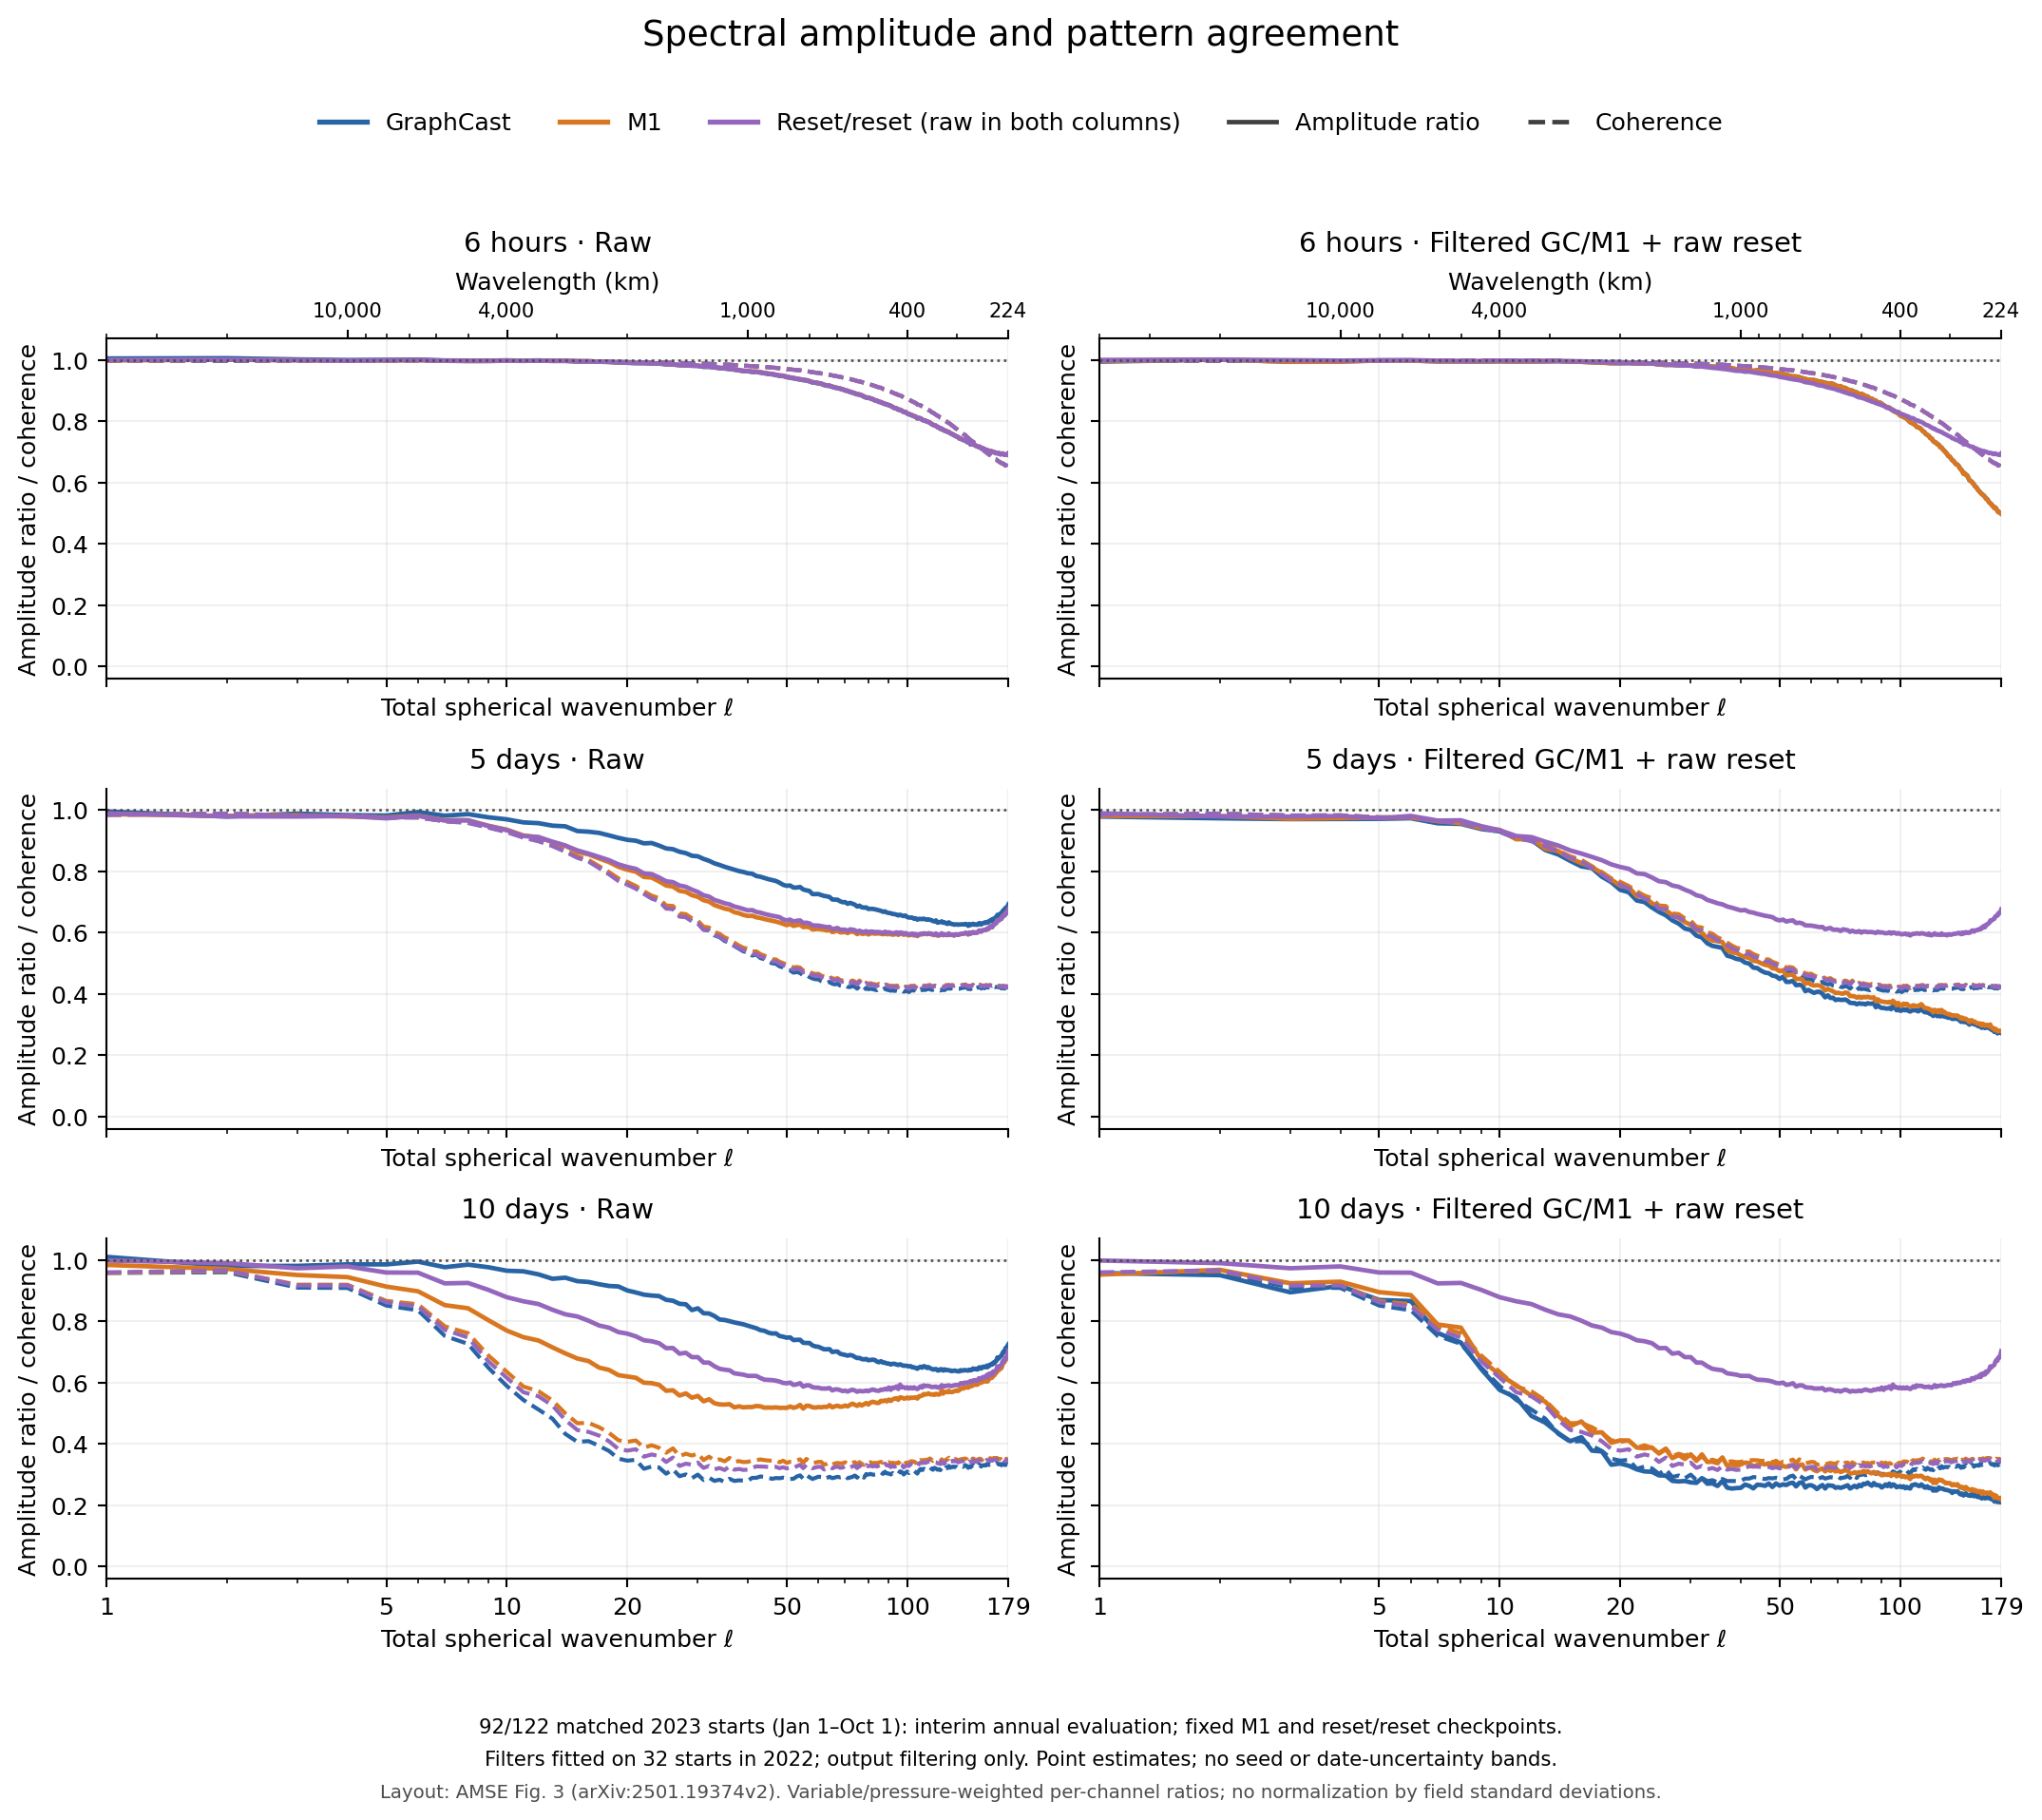 Spectral amplitude and pattern agreement
GraphCast M1 Reset/reset (raw in both columns) Amplitude ratio Coherence
6 hours · Raw
Wavelength (km)
10,000 4,000 1,000 400 224
1.0
0.8
0.6
0.4
0.2
0.0
Amplitude ratio / coherence
Total spherical wavenumber ℓ
6 hours · Filtered GC/M1 + raw reset
Wavelength (km)
10,000 4,000 1,000 400 224
Amplitude ratio / coherence
Total spherical wavenumber ℓ
5 days · Raw
1.0
0.8
0.6
0.4
0.2
0.0
Amplitude ratio / coherence
Total spherical wavenumber ℓ
5 days · Filtered GC/M1 + raw reset
Amplitude ratio / coherence
Total spherical wavenumber ℓ
10 days · Raw
1.0
0.8
0.6
0.4
0.2
0.0
Amplitude ratio / coherence
1 5 10 20 50 100 179
Total spherical wavenumber ℓ
10 days · Filtered GC/M1 + raw reset
Amplitude ratio / coherence
1 5 10 20 50 100 179
Total spherical wavenumber ℓ
92/122 matched 2023 starts (Jan 1–Oct 1): interim annual evaluation; fixed M1 and reset/reset checkpoints.
Filters fitted on 32 starts in 2022; output filtering only. Point estimates; no seed or date-uncertainty bands.
Layout: AMSE Fig. 3 (arXiv:2501.19374v2). Variable/pressure-weighted per-channel ratios; no normalization by field standard deviations.